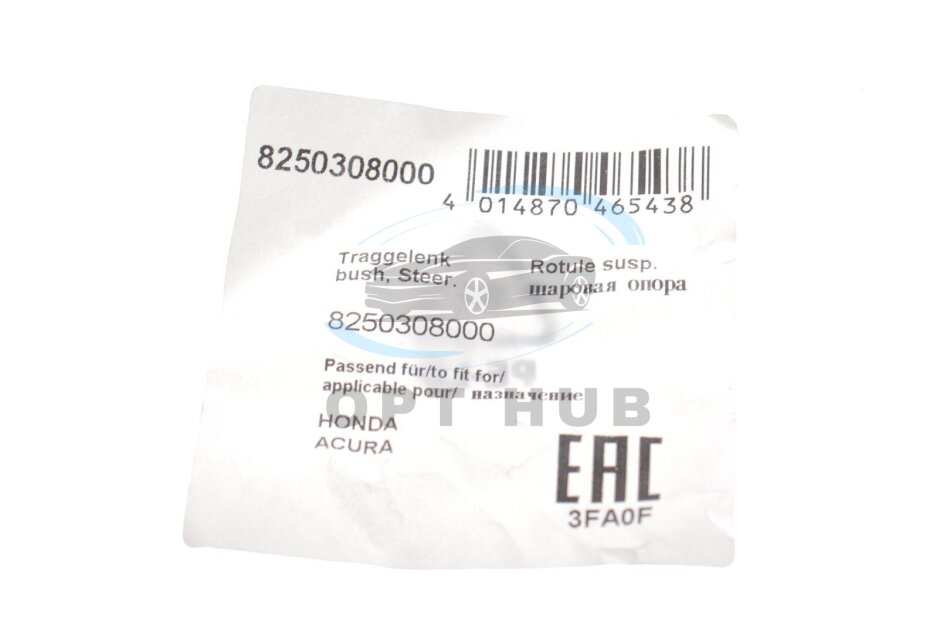 8250308000
4 014870 465438
Traggelenk
bush, Steer.
Rotule susp.
шаровая опора
8250308000
Passend für/to fit for/
applicable pour/ назначение
OPT HUB
HONDA
ACURA
EAC
3FA0F